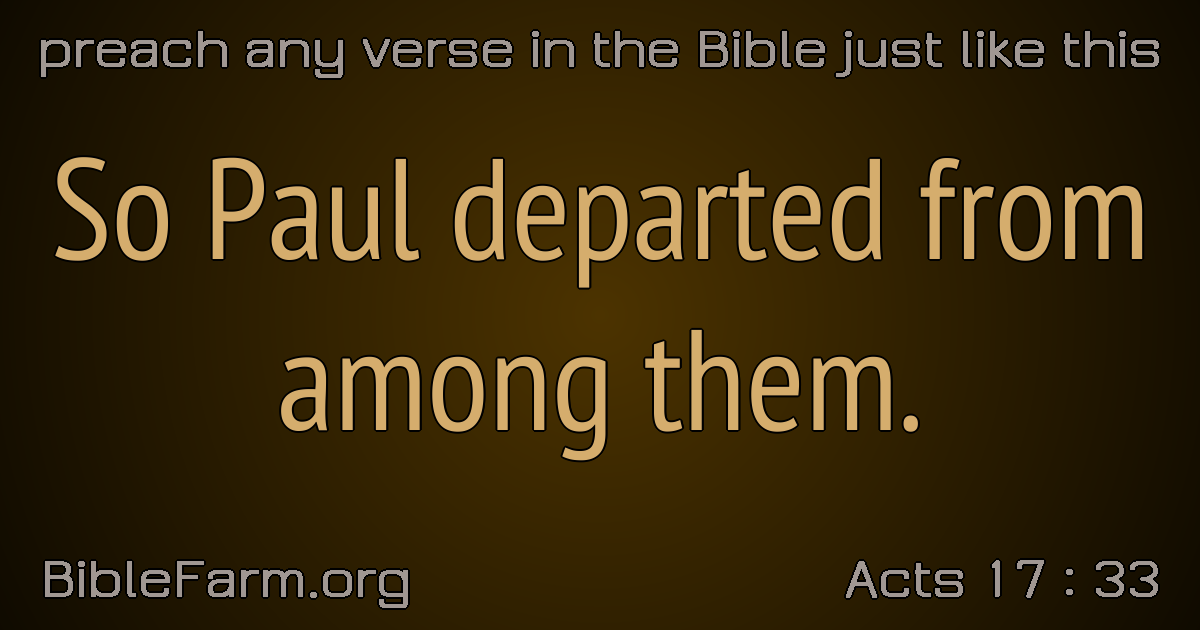 preach any verse in the Bible just like this
So Paul departed from
among them.
BibleFarm.org
Acts 17 : 33